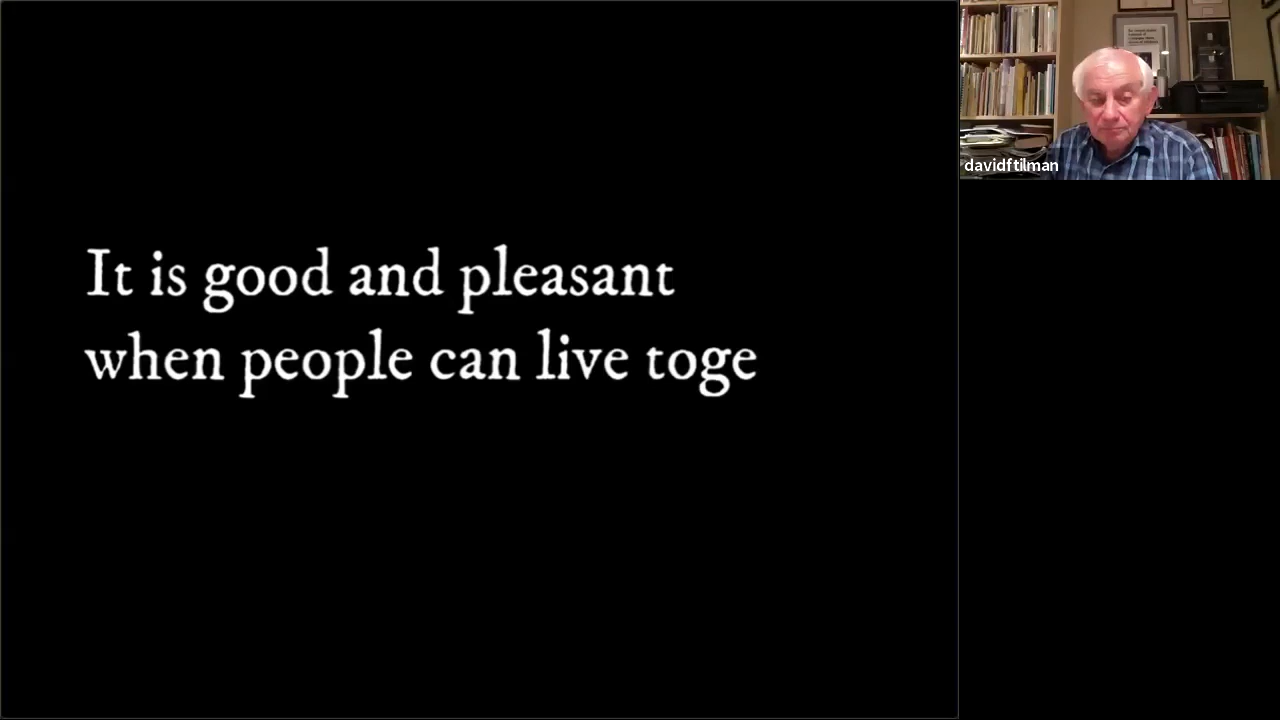 It is good and pleasant
when people can live toge
davidftilman